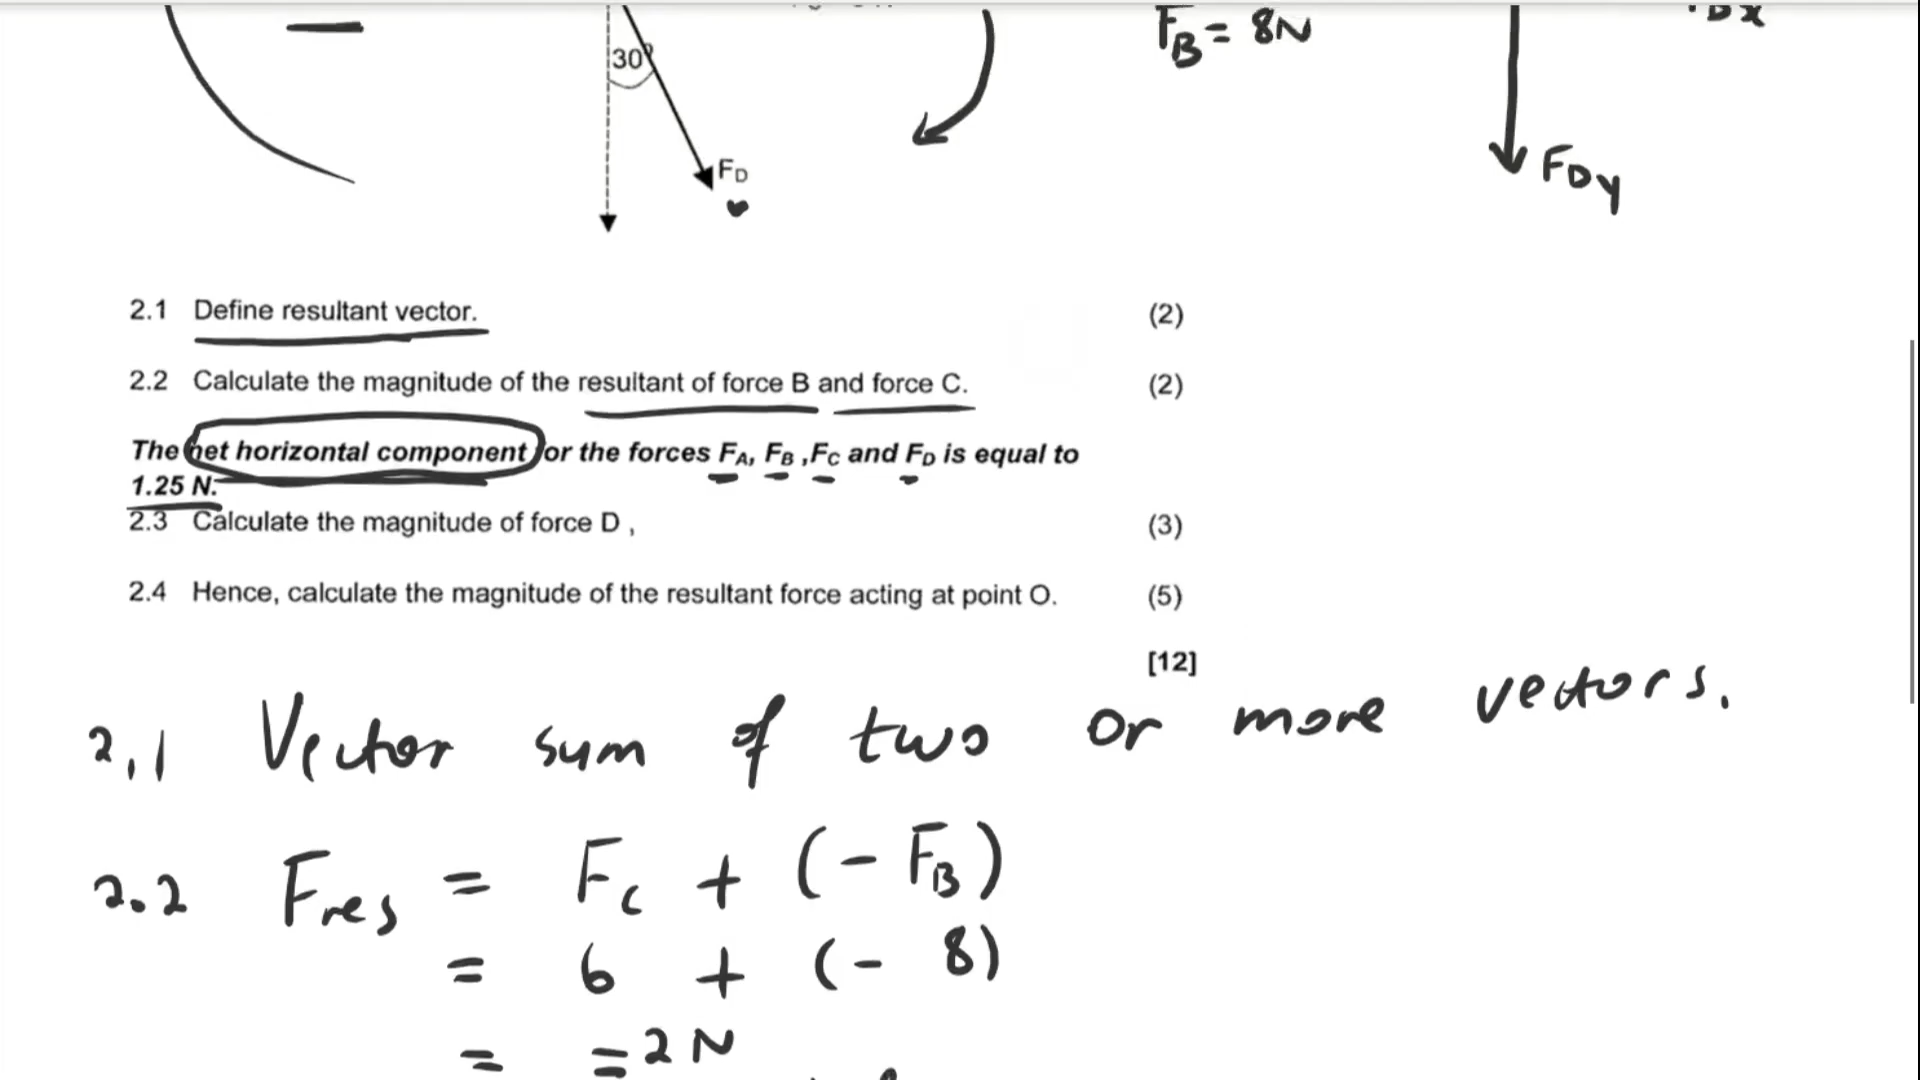 F_B = 8N
30°
F_D
F_Dy
2.1 Define resultant vector. (2)
2.2 Calculate the magnitude of the resultant of force B and force C. (2)
The net horizontal component for the forces F_A, F_B ,F_C and F_D is equal to
1.25 N.
2.3 Calculate the magnitude of force D , (3)
2.4 Hence, calculate the magnitude of the resultant force acting at point O. (5)
[12]
2.1 Vector sum of two or more vectors.
2.2 Fres = F_C + (- F_B)
= 6 + (- 8)
= = 2 N